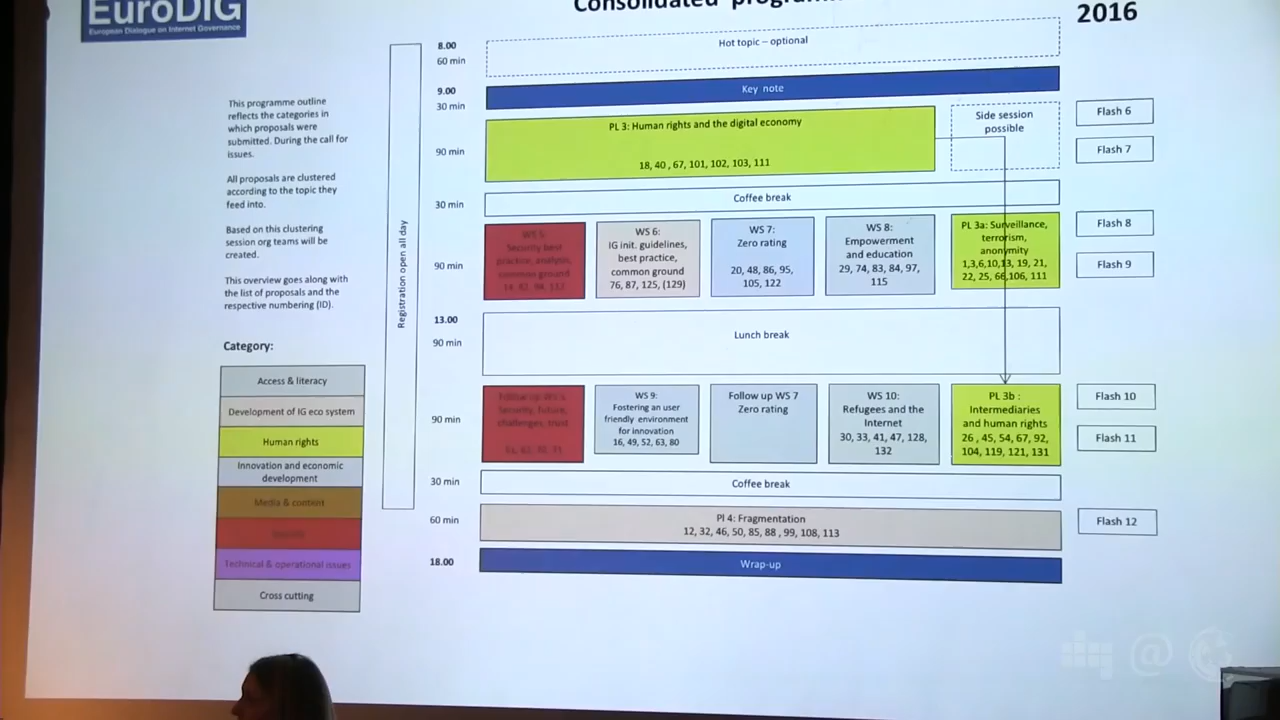 EuroDIG
European Dialogue on Internet Governance
Consolidated
2016
8.00
60 min
Hot topic – optional
9.00
30 min
Key note
This programme outline
reflects the categories in
which proposals were
submitted. During the call for
issues.
All proposals are clustered
according to the topic they
feed into.
Based on this clustering
session org teams will be
created.
This overview goes along with
the list of proposals and the
respective numbering (ID).
Registration open all day
90 min
PL 3: Human rights and the digital economy
18, 40 , 67, 101, 102, 103, 111
Side session
possible
Flash 6
Flash 7
30 min
Coffee break
90 min
WS 5:
Security best
practice, analysis,
common ground
WS 6:
IG init. guidelines,
best practice,
common ground
76, 87, 125, (129)
WS 7:
Zero rating
20, 48, 86, 95,
105, 122
WS 8:
Empowerment
and education
29, 74, 83, 84, 97,
115
PL 3a: Surveillance,
terrorism,
anonymity
1,3,6,10,13, 19, 21,
22, 25, 66,106, 111
Flash 8
Flash 9
13.00
90 min
Lunch break
Category:
Access & literacy
Development of IG eco system
Human rights
Innovation and economic
development
Media & content
Technical & operational issues
Cross cutting
90 min
Security, future,
challenges, trust
WS 9:
Fostering an user
friendly environment
for innovation
16, 49, 52, 63, 80
Follow up WS 7
Zero rating
WS 10:
Refugees and the
Internet
30, 33, 41, 47, 128,
132
PL 3b :
Intermediaries
and human rights
26 , 45, 54, 67, 92,
104, 119, 121, 131
Flash 10
Flash 11
30 min
Coffee break
60 min
Pl 4: Fragmentation
12, 32, 46, 50, 85, 88 , 99, 108, 113
Flash 12
18.00
Wrap-up